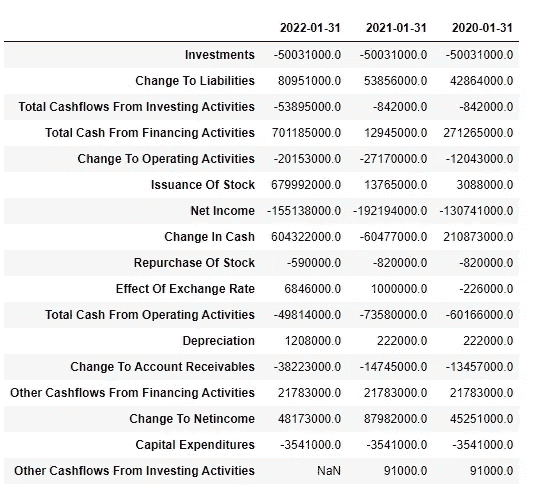 2022-01-31 2021-01-31 2020-01-31
Investments -50031000.0 -50031000.0 -50031000.0
Change To Liabilities 80951000.0 53856000.0 42864000.0
Total Cashflows From Investing Activities -53895000.0 -842000.0 -842000.0
Total Cash From Financing Activities 701185000.0 12945000.0 271265000.0
Change To Operating Activities -20153000.0 -27170000.0 -12043000.0
Issuance Of Stock 679992000.0 13765000.0 3088000.0
Net Income -155138000.0 -192194000.0 -130741000.0
Change In Cash 604322000.0 -60477000.0 210873000.0
Repurchase Of Stock -590000.0 -820000.0 -820000.0
Effect Of Exchange Rate 6846000.0 1000000.0 -226000.0
Total Cash From Operating Activities -49814000.0 -73580000.0 -60166000.0
Depreciation 1208000.0 222000.0 222000.0
Change To Account Receivables -38223000.0 -14745000.0 -13457000.0
Other Cashflows From Financing Activities 21783000.0 21783000.0 21783000.0
Change To Netincome 48173000.0 87982000.0 45251000.0
Capital Expenditures -3541000.0 -3541000.0 -3541000.0
Other Cashflows From Investing Activities NaN 91000.0 91000.0